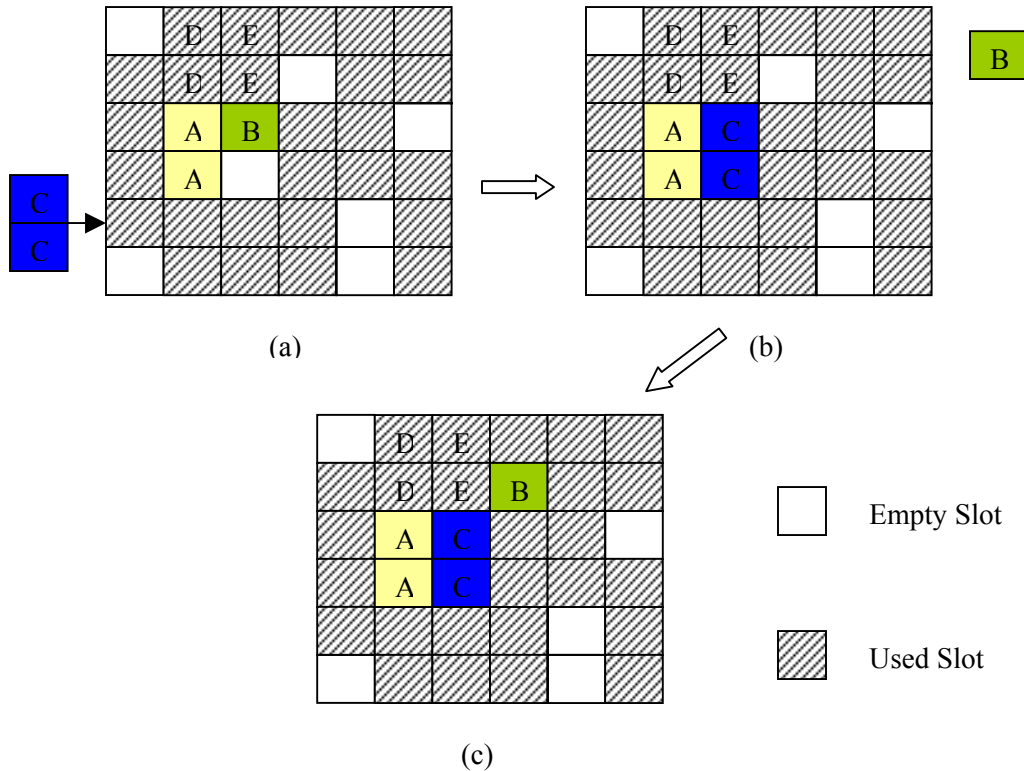 D E
D E
A B
A
C
C
(a)
D E
D E
A C
A C
B
(b)
D E
D E B
A C
A C
(c)
Empty Slot
Used Slot